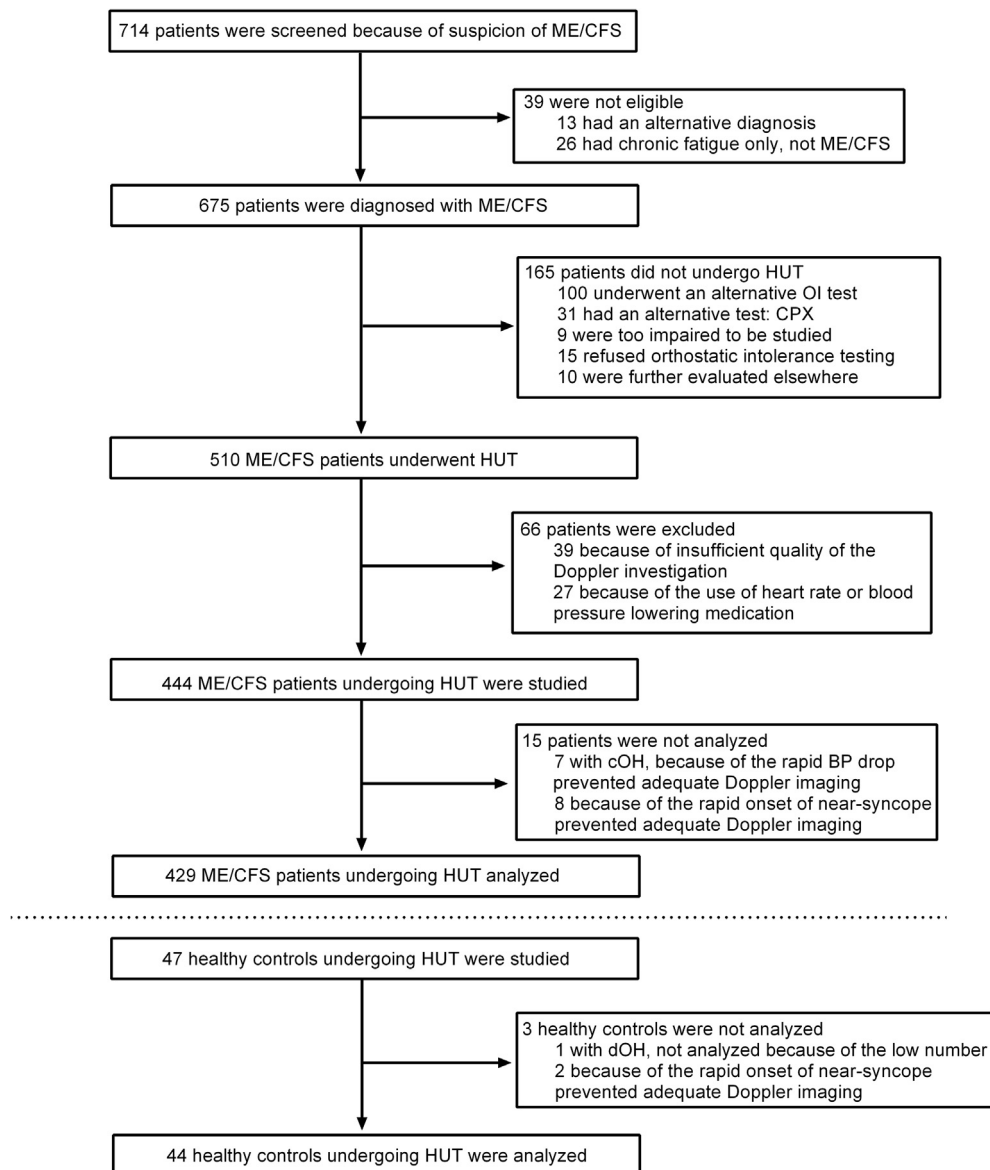 714 patients were screened because of suspicion of ME/CFS
39 were not eligible
13 had an alternative diagnosis
26 had chronic fatigue only, not ME/CFS
675 patients were diagnosed with ME/CFS
165 patients did not undergo HUT
100 underwent an alternative OI test
31 had an alternative test: CPX
9 were too impaired to be studied
15 refused orthostatic intolerance testing
10 were further evaluated elsewhere
510 ME/CFS patients underwent HUT
66 patients were excluded
39 because of insufficient quality of the
Doppler investigation
27 because of the use of heart rate or blood
pressure lowering medication
444 ME/CFS patients undergoing HUT were studied
15 patients were not analyzed
7 with cOH, because of the rapid BP drop
prevented adequate Doppler imaging
8 because of the rapid onset of near-syncope
prevented adequate Doppler imaging
429 ME/CFS patients undergoing HUT analyzed
47 healthy controls undergoing HUT were studied
3 healthy controls were not analyzed
1 with dOH, not analyzed because of the low number
2 because of the rapid onset of near-syncope
prevented adequate Doppler imaging
44 healthy controls undergoing HUT were analyzed